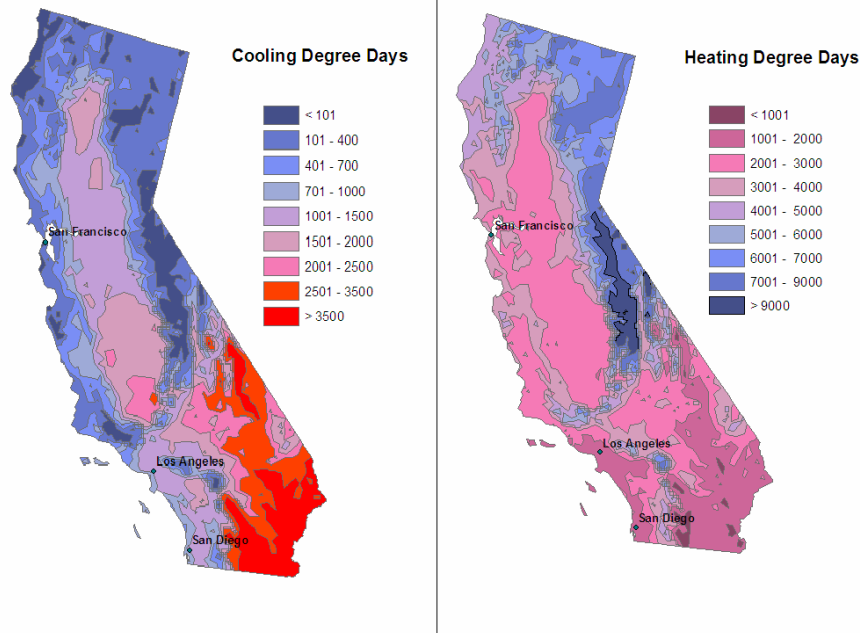 Cooling Degree Days
< 101
101 - 400
401 - 700
701 - 1000
1001 - 1500
1501 - 2000
2001 - 2500
2501 - 3500
> 3500
San Francisco
Los Angeles
San Diego
Heating Degree Days
< 1001
1001 - 2000
2001 - 3000
3001 - 4000
4001 - 5000
5001 - 6000
6001 - 7000
7001 - 9000
> 9000
San Francisco
Los Angeles
San Diego